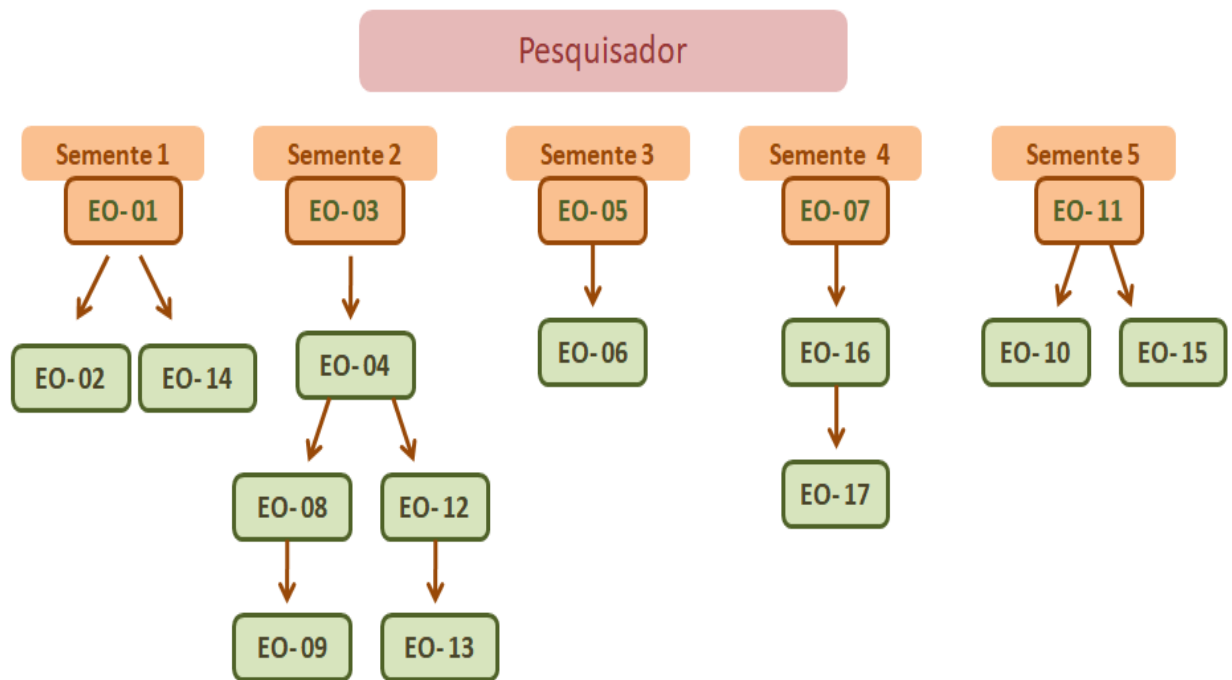 Pesquisador
Semente 1
Semente 2
Semente 3
Semente 4
Semente 5
EO- 01
EO- 03
EO- 05
EO- 07
EO- 11
EO- 02
EO- 14
EO- 04
EO- 06
EO- 16
EO- 10
EO- 15
EO- 08
EO- 12
EO- 17
EO- 09
EO- 13